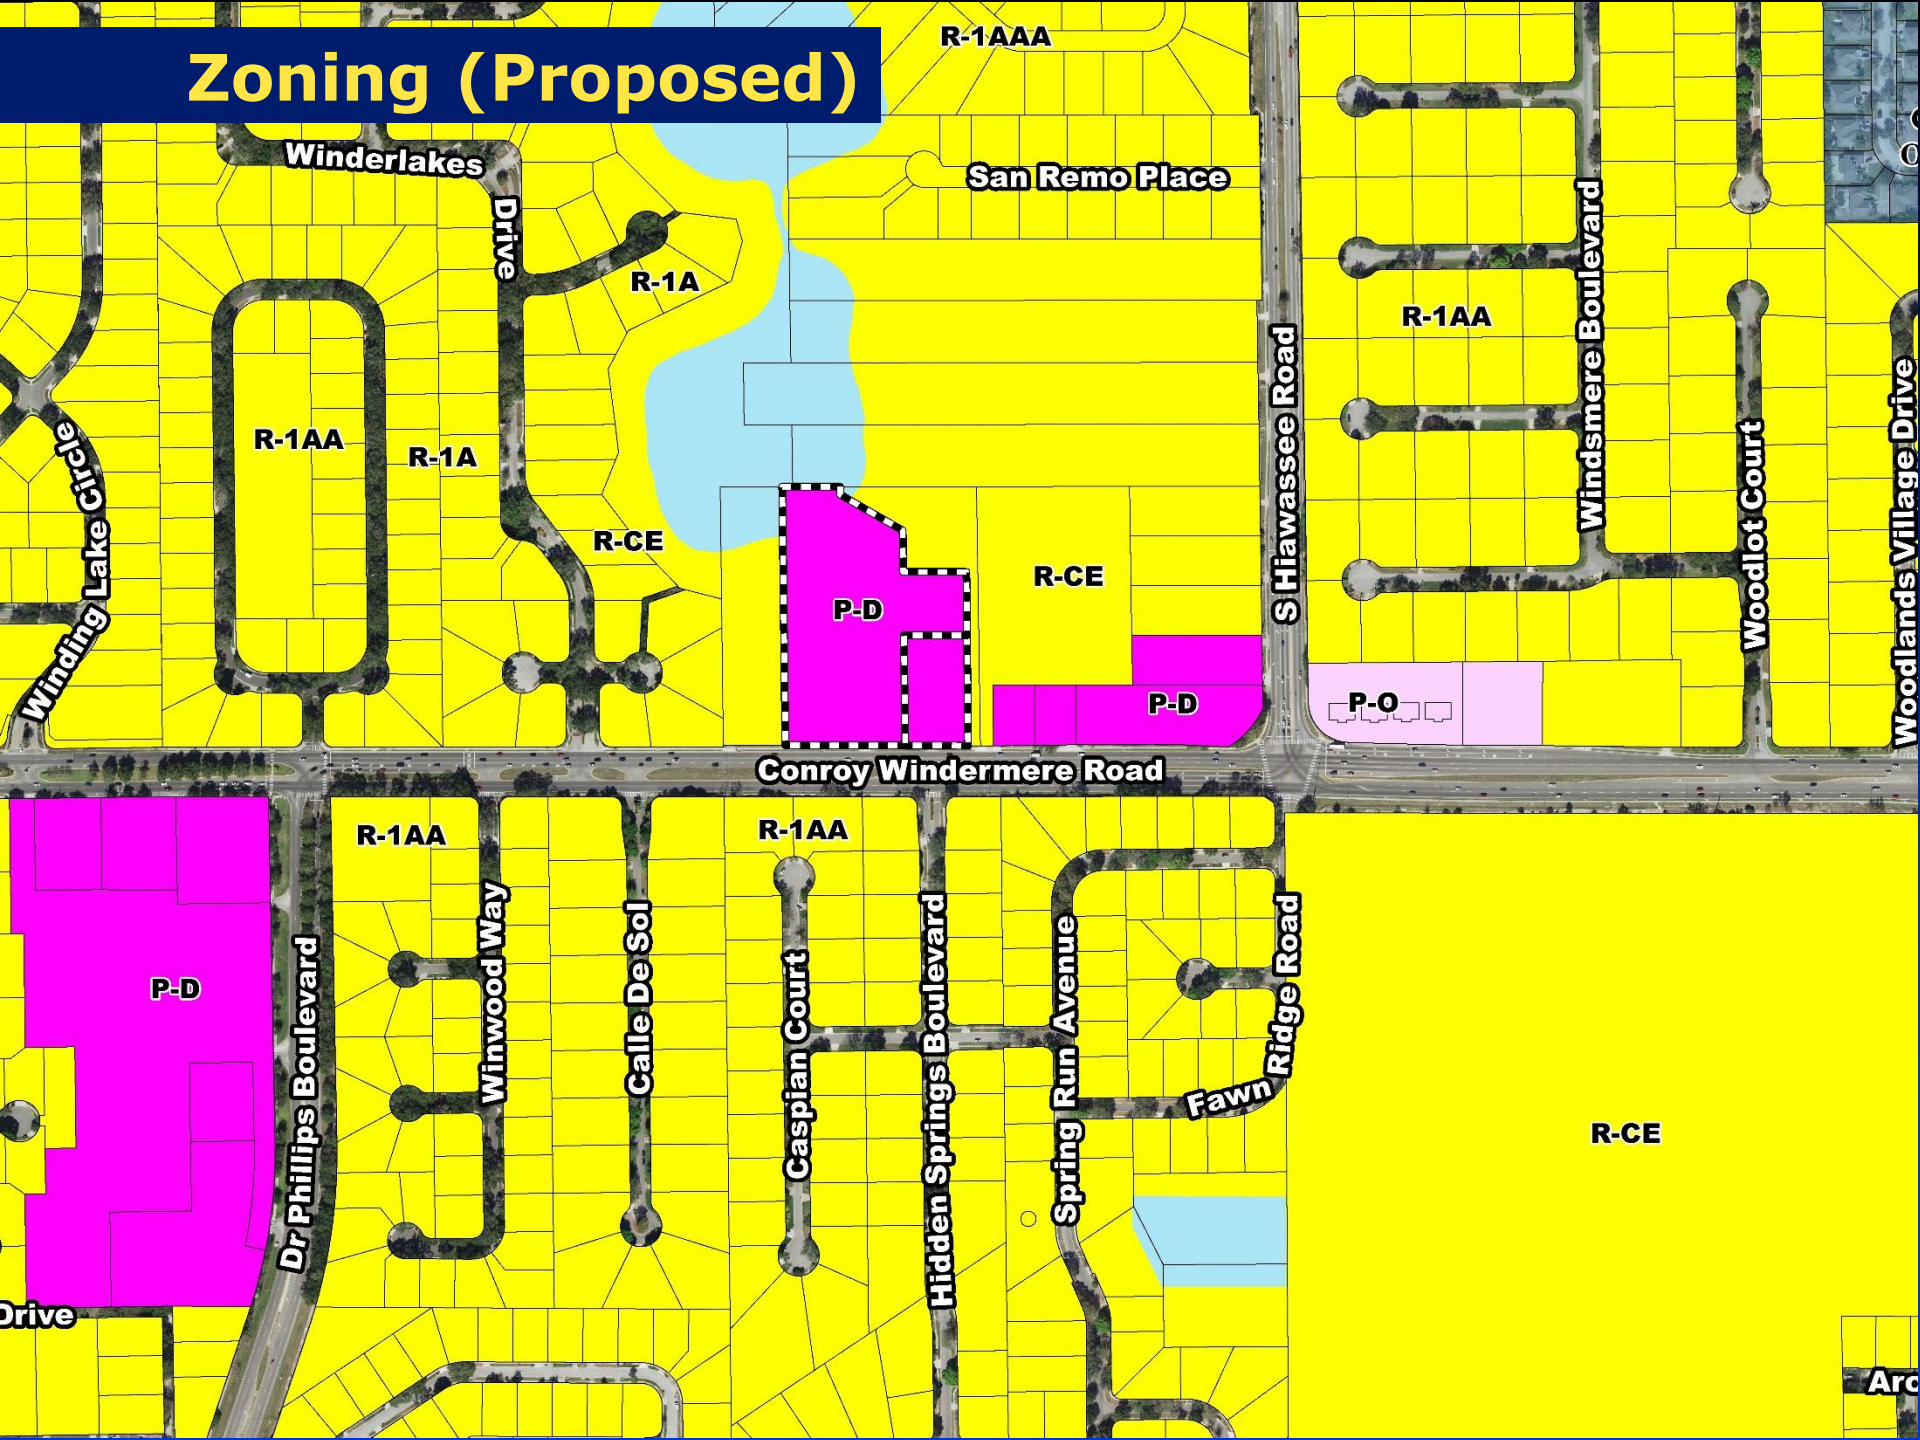 Zoning (Proposed)
R-1AAA
Winderlakes
Drive
San Remo Place
R-1A
R-1AA
R-1AA
R-1A
R-CE
R-CE
P-D
P-D
P-O
Winding Lake Circle
S Hiawassee Road
Windsmere Boulevard
Woodlot Court
Woodlands Village Drive
Conroy Windermere Road
R-1AA
R-1AA
P-D
R-CE
Dr Phillips Boulevard
Winwood Way
Calle De Sol
Caspian Court
Hidden Springs Boulevard
Spring Run Avenue
Fawn Ridge Road
Drive